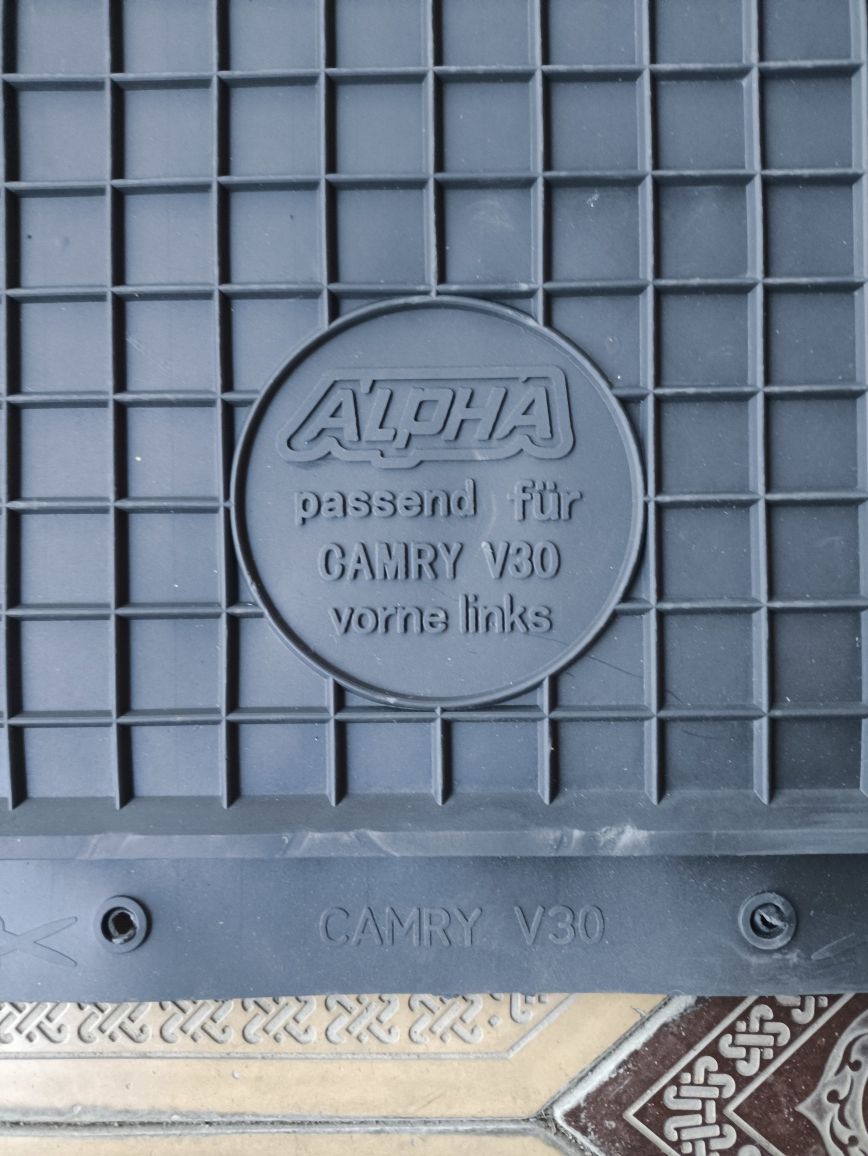 ALPHA
passend für
CAMRY V30
vorne links
CAMRY V30